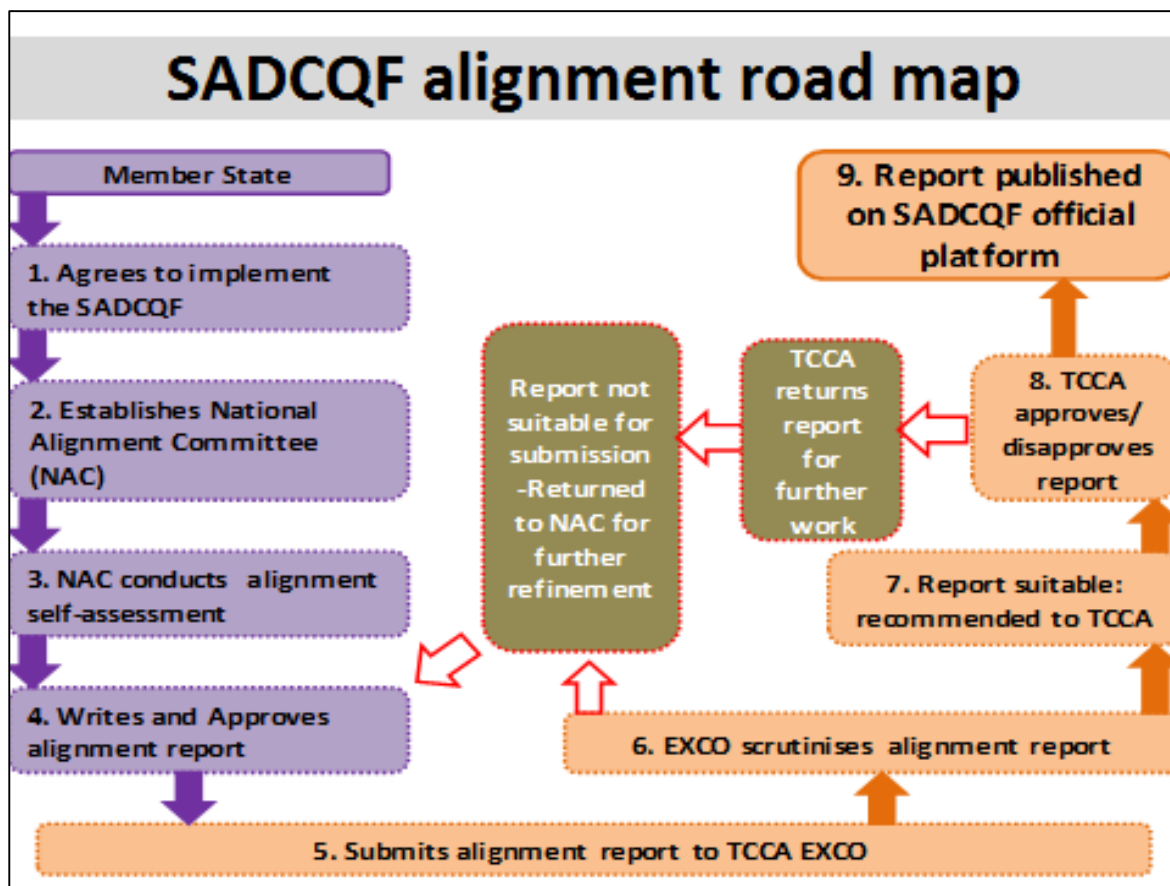 SADCQF alignment road map
Member State
1. Agrees to implement
the SADCQF
2. Establishes National
Alignment Committee
(NAC)
3. NAC conducts alignment
self-assessment
4. Writes and Approves
alignment report
5. Submits alignment report to TCCA EXCO
6. EXCO scrutinises alignment report
7. Report suitable:
recommended to TCCA
8. TCCA
approves/
disapproves
report
9. Report published
on SADCQF official
platform
TCCA
returns
report
for
further
work
Report not
suitable for
submission
-Returned
to NAC for
further
refinement